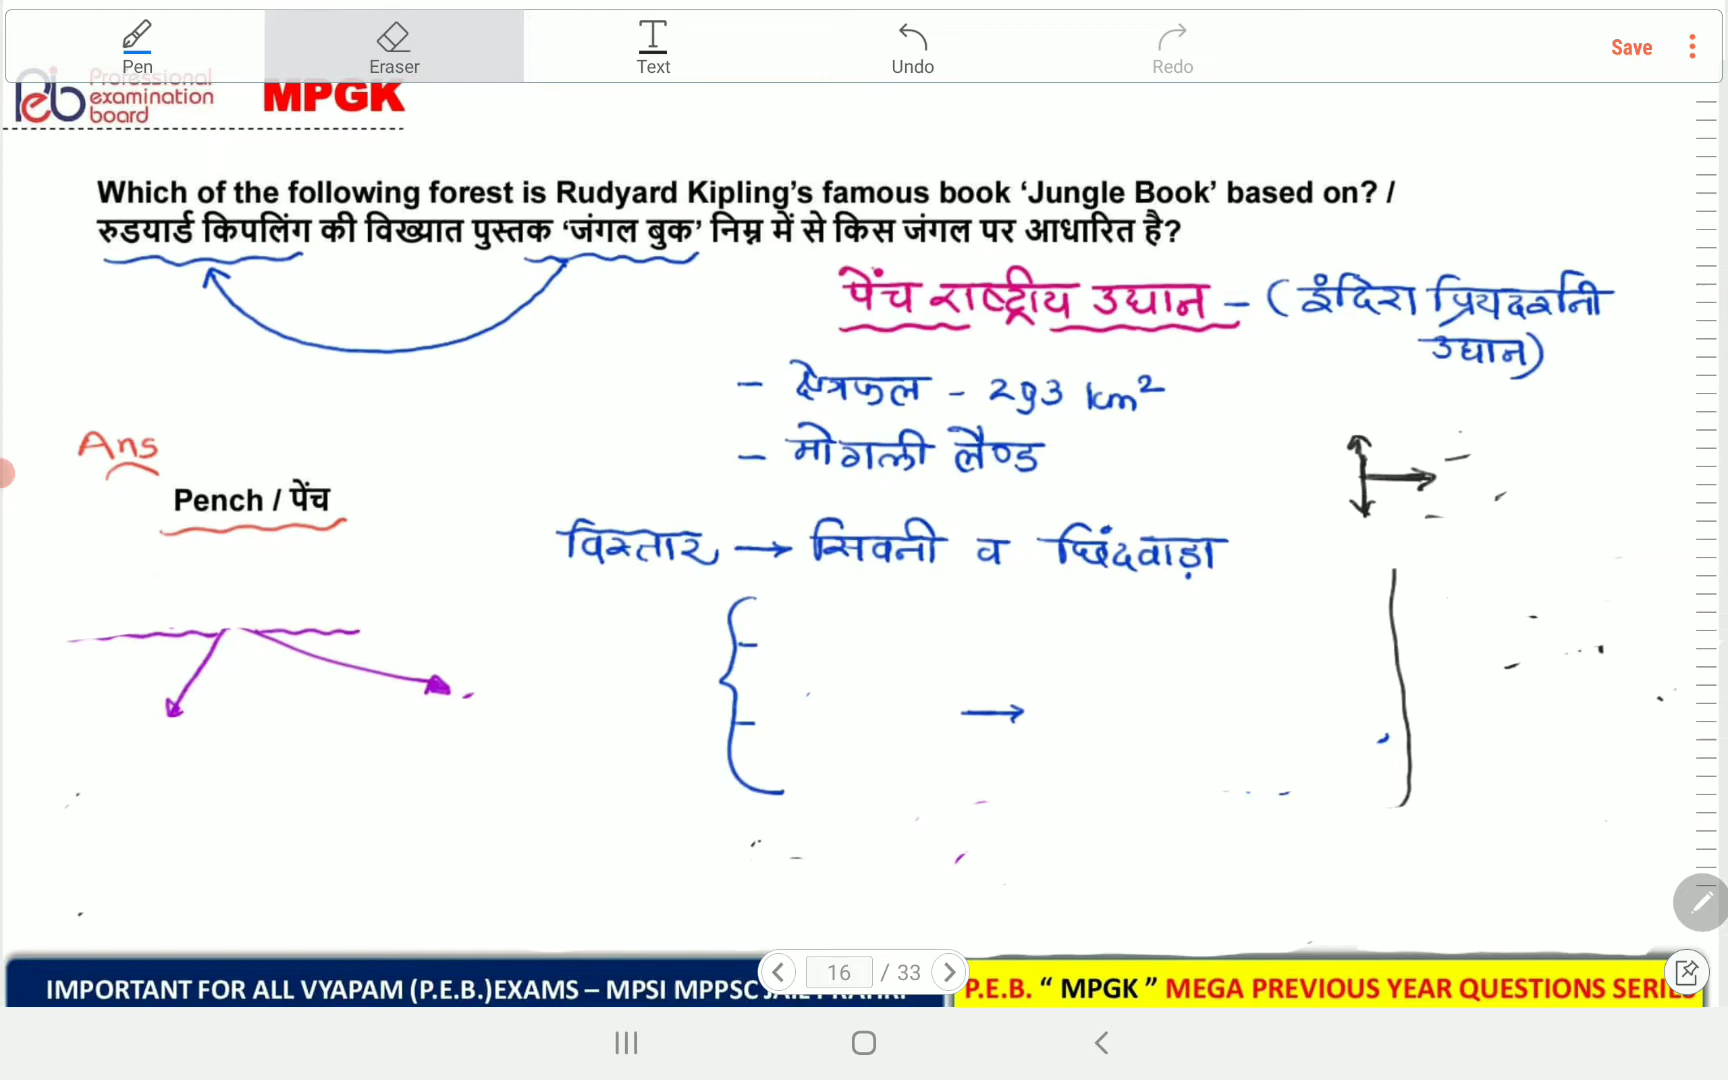 Pen
Eraser
Text
Undo
Redo
Save
Professional
examination
board
MPGK
Which of the following forest is Rudyard Kipling's famous book ‘Jungle Book’ based on? /
रुडयार्ड किपलिंग की विख्यात पुस्तक ‘जंगल बुक’ निम्न में से किस जंगल पर आधारित है?
पेंच राष्ट्रीय उद्यान – (इंदिरा प्रियदर्शनी
उद्यान)
– क्षेत्रफल – 293 km²
– मोगली लैण्ड
Ans
Pench / पेंच
विस्तार → सिवनी व छिंदवाड़ा
16 / 33
IMPORTANT FOR ALL VYAPAM (P.E.B.)EXAMS – MPSI MPPSC
P.E.B. “ MPGK ” MEGA PREVIOUS YEAR QUESTIONS SERIES